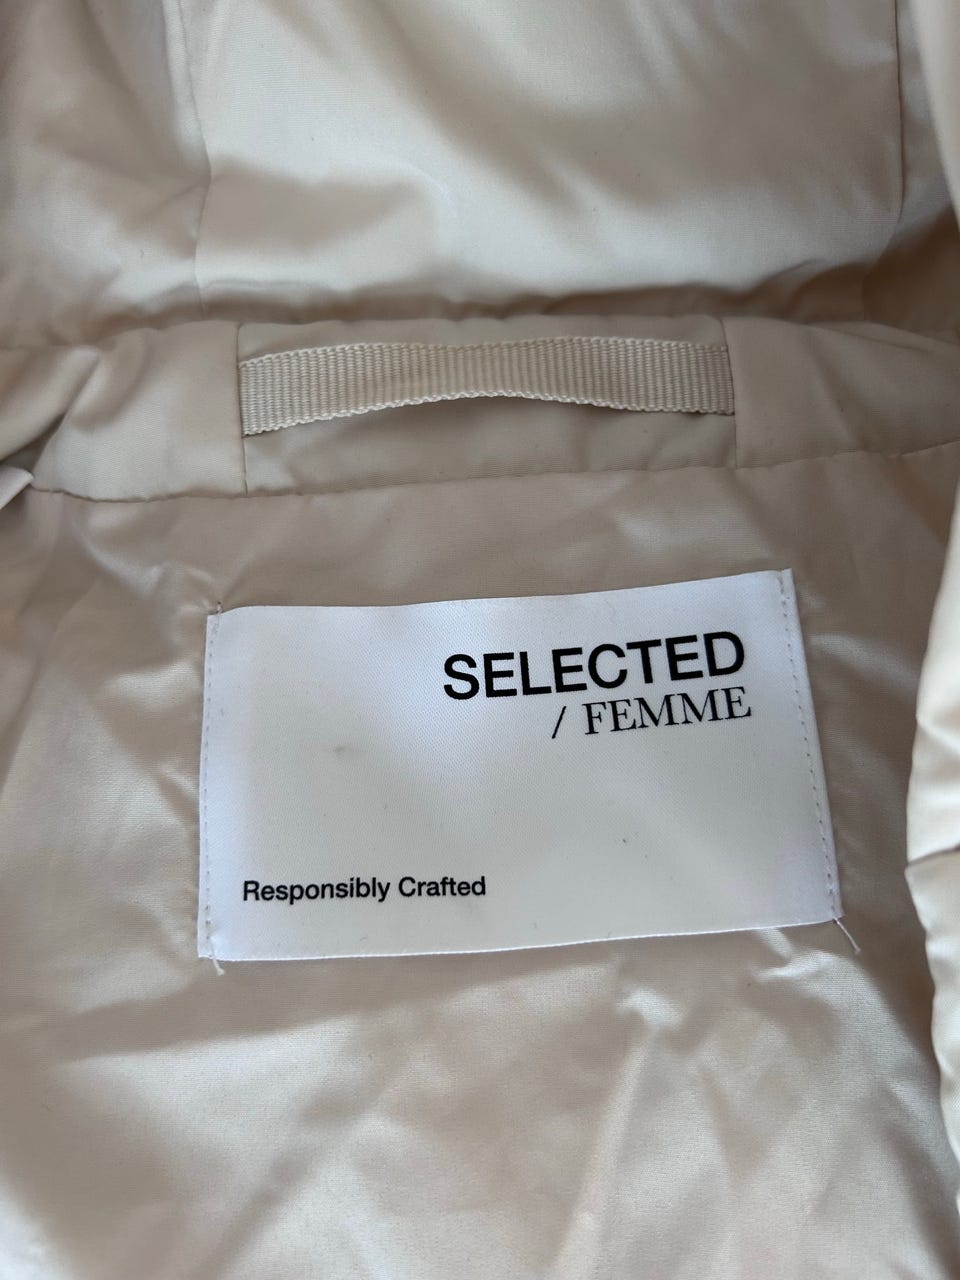 SELECTED
/ FEMME
Responsibly Crafted